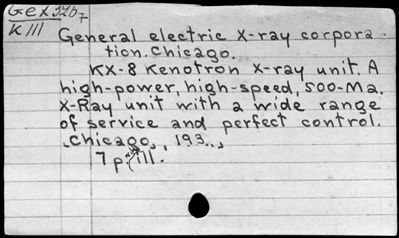 Gex32b7
K111
General electric X-ray corpora-
tion. Chicago.
KX-8 Kenotron X-ray unit. A
high-power, high-speed, 500-Ma.
X-Ray unit with a wide range
of service and perfect control.
Chicago, 193..,
7 p. ill.